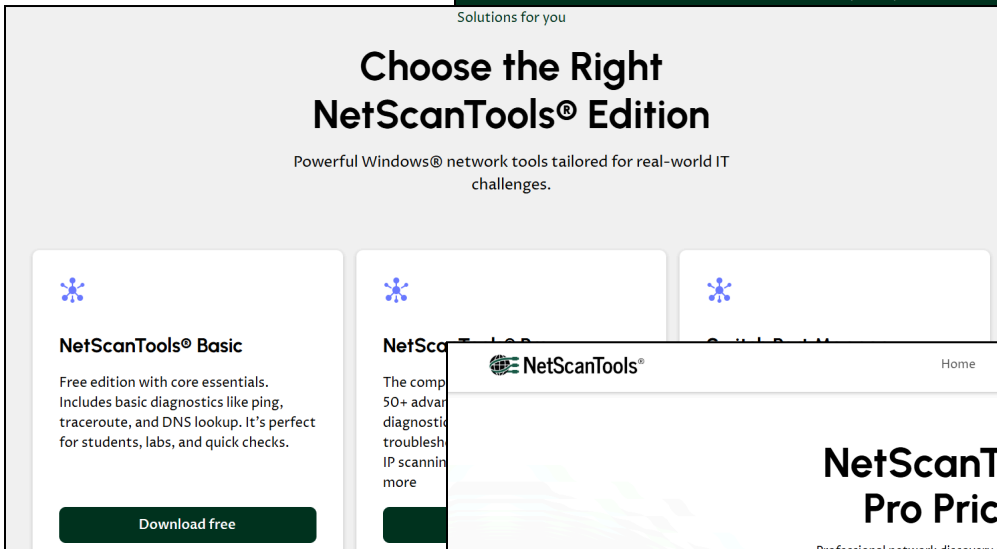 Solutions for you
Choose the Right
NetScanTools® Edition
Powerful Windows® network tools tailored for real-world IT
challenges.
NetScanTools® Basic
Free edition with core essentials.
Includes basic diagnostics like ping,
traceroute, and DNS lookup. It's perfect
for students, labs, and quick checks.
Download free
The comp
50+ advan
diagnostic
troublesh
IP scannin
more
NetScanTools®
Home
NetScanT
Pro Pric